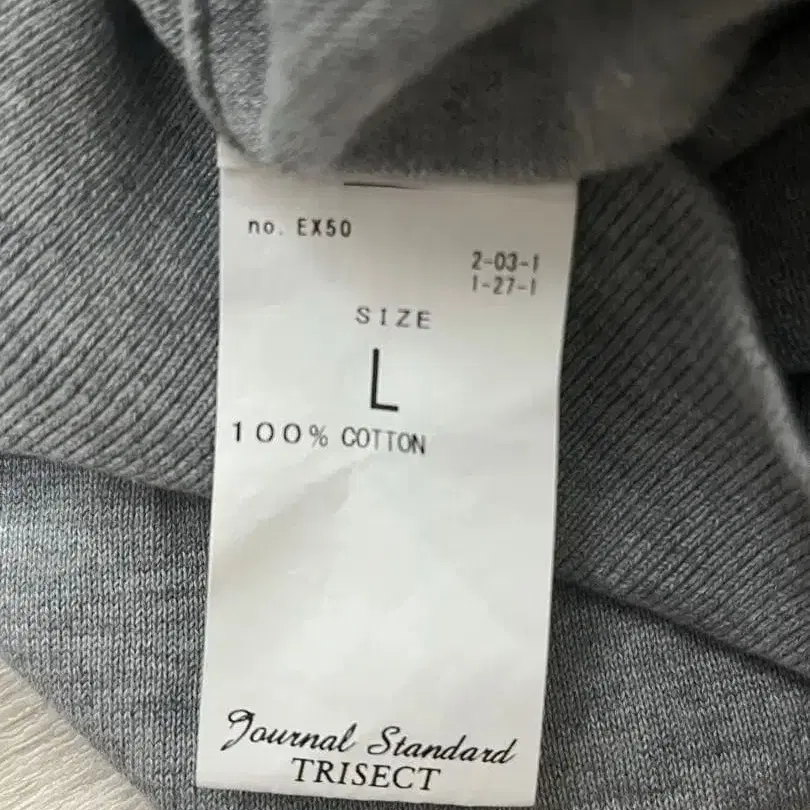 no. EX50
2-03-1
1-27-1
SIZE
L
100% COTTON
Journal Standard
TRISECT